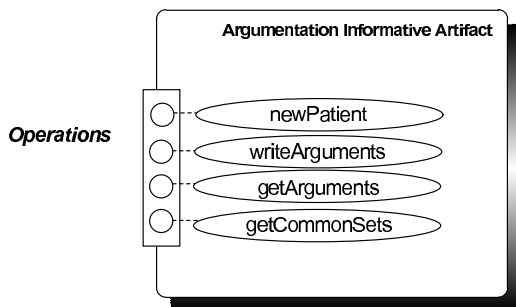 Argumentation Informative Artifact
newPatient
Operations
writeArguments
getArguments
getCommonSets